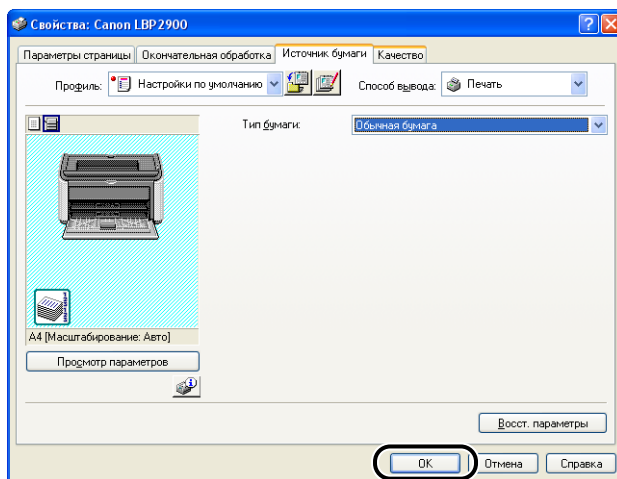 Свойства: Canon LBP2900
Параметры страницы Окончательная обработка Источник бумаги Качество
Профиль: Настройки по умолчанию Способ вывода: Печать
Тип бумаги: Обычная бумага
A4 [Масштабирование: Авто]
Просмотр параметров
Восст. параметры
OK Отмена Справка